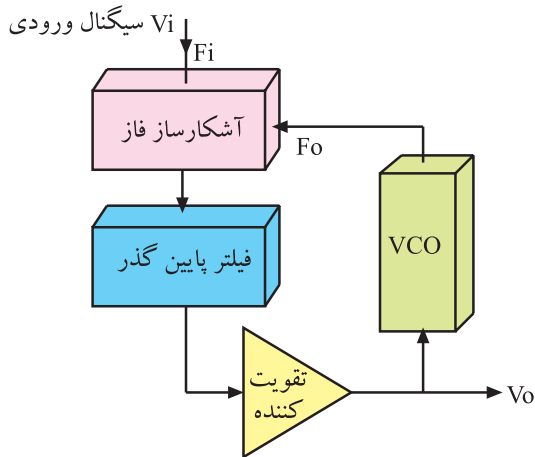 سیگنال ورودی Vi
Fi
آشکارساز فاز
Fo
VCO
فیلتر پایین گذر
تقویت
کننده
Vo